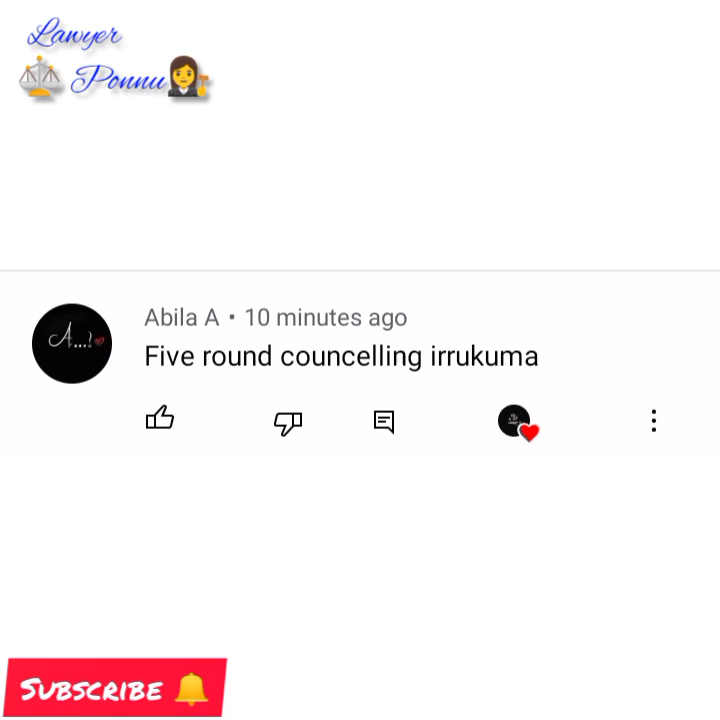 Lawyer
Ponnu
Abila A • 10 minutes ago
A...!
Five round councelling irrukuma
SUBSCRIBE